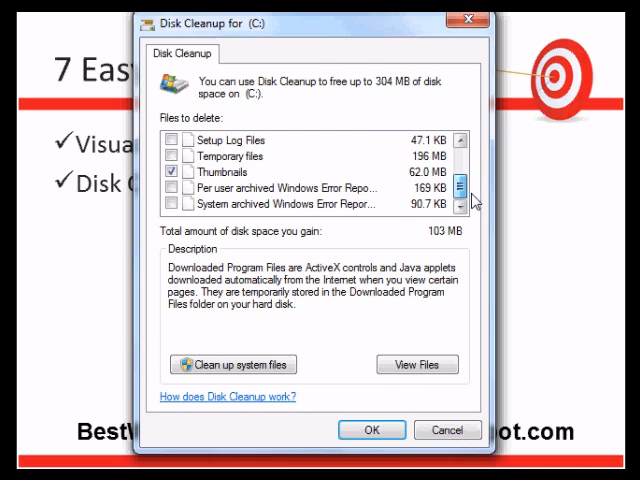 Disk Cleanup for (C:)
7 Eas
Disk Cleanup
You can use Disk Cleanup to free up to 304 MB of disk
space on (C:).
Files to delete:
Setup Log Files 47.1 KB
Temporary files 196 MB
Thumbnails 62.0 MB
Per user archived Windows Error Repo... 169 KB
System archived Windows Error Repor... 90.7 KB
Visua
Disk
Total amount of disk space you gain: 103 MB
Description
Downloaded Program Files are ActiveX controls and Java applets
downloaded automatically from the Internet when you view certain
pages. They are temporarily stored in the Downloaded Program
Files folder on your hard disk.
Clean up system files View Files
How does Disk Cleanup work?
OK Cancel
Best ot.com